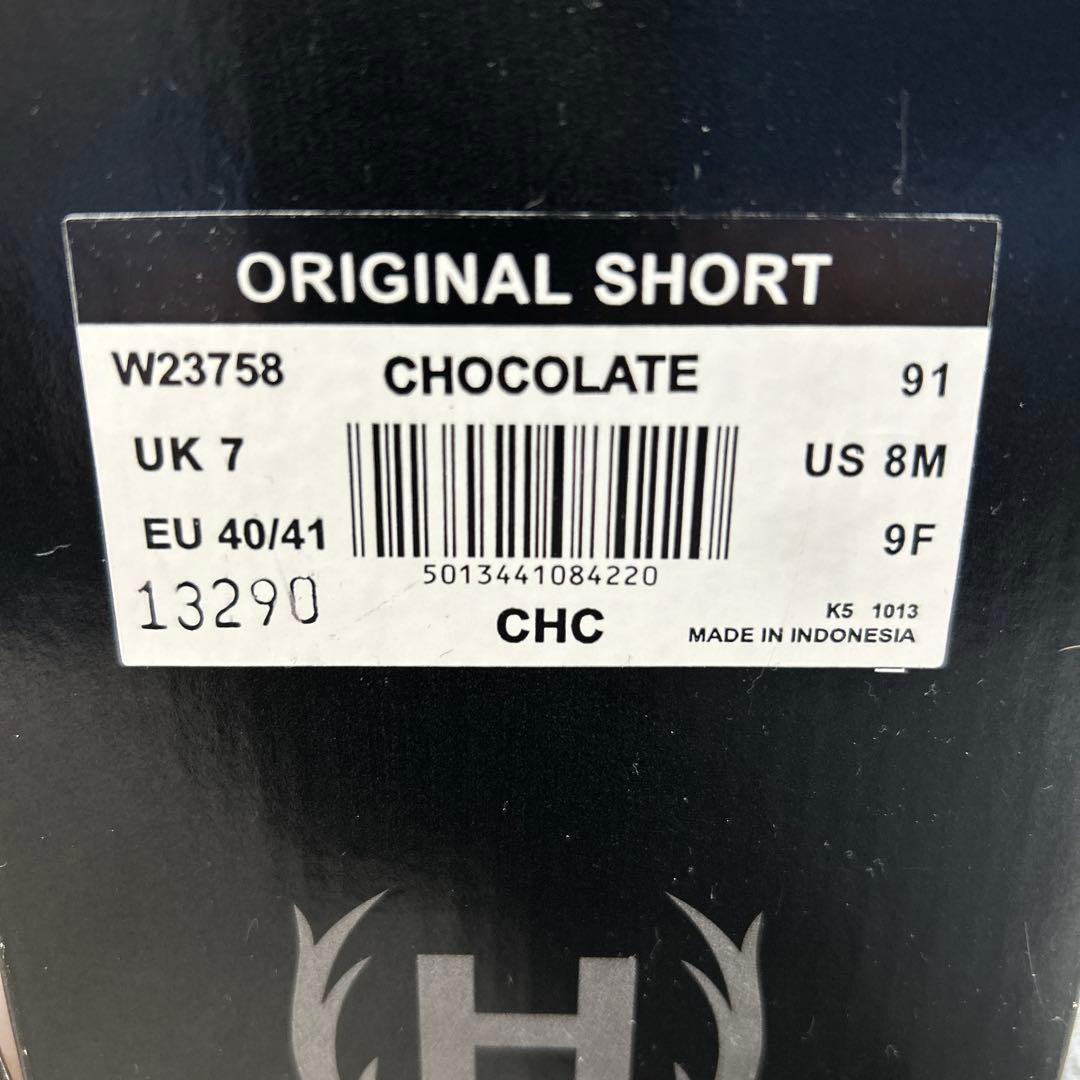 ORIGINAL SHORT
W23758 CHOCOLATE 91
UK 7 US 8M
EU 40/41 9F
5013441084220
13290 CHC K5 1013
MADE IN INDONESIA
H